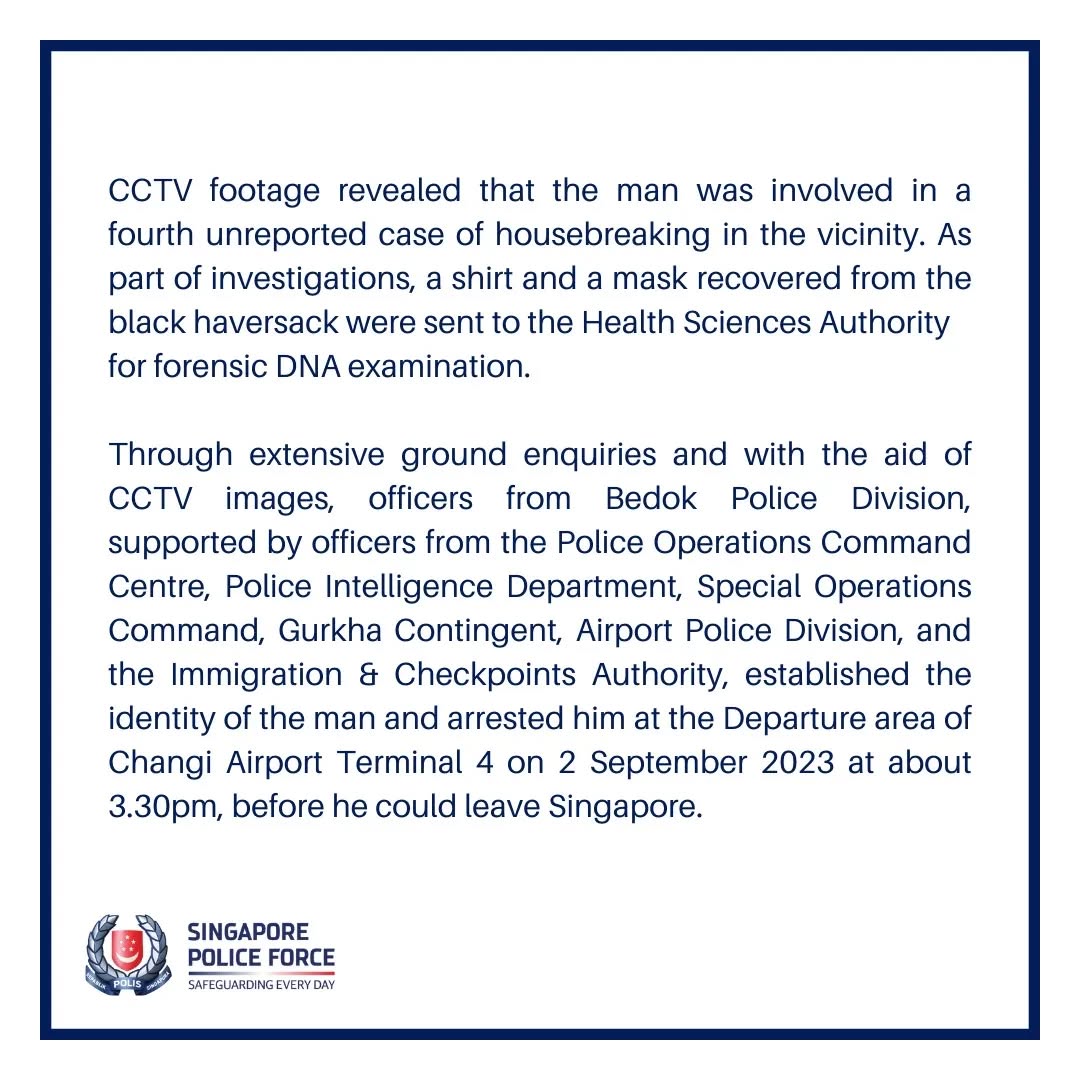 CCTV footage revealed that the man was involved in a
fourth unreported case of housebreaking in the vicinity. As
part of investigations, a shirt and a mask recovered from the
black haversack were sent to the Health Sciences Authority
for forensic DNA examination.
Through extensive ground enquiries and with the aid of
CCTV images, officers from Bedok Police Division,
supported by officers from the Police Operations Command
Centre, Police Intelligence Department, Special Operations
Command, Gurkha Contingent, Airport Police Division, and
the Immigration & Checkpoints Authority, established the
identity of the man and arrested him at the Departure area of
Changi Airport Terminal 4 on 2 September 2023 at about
3.30pm, before he could leave Singapore.
REPUBLIK POLIS SINGAPURA
SINGAPORE
POLICE FORCE
SAFEGUARDING EVERY DAY